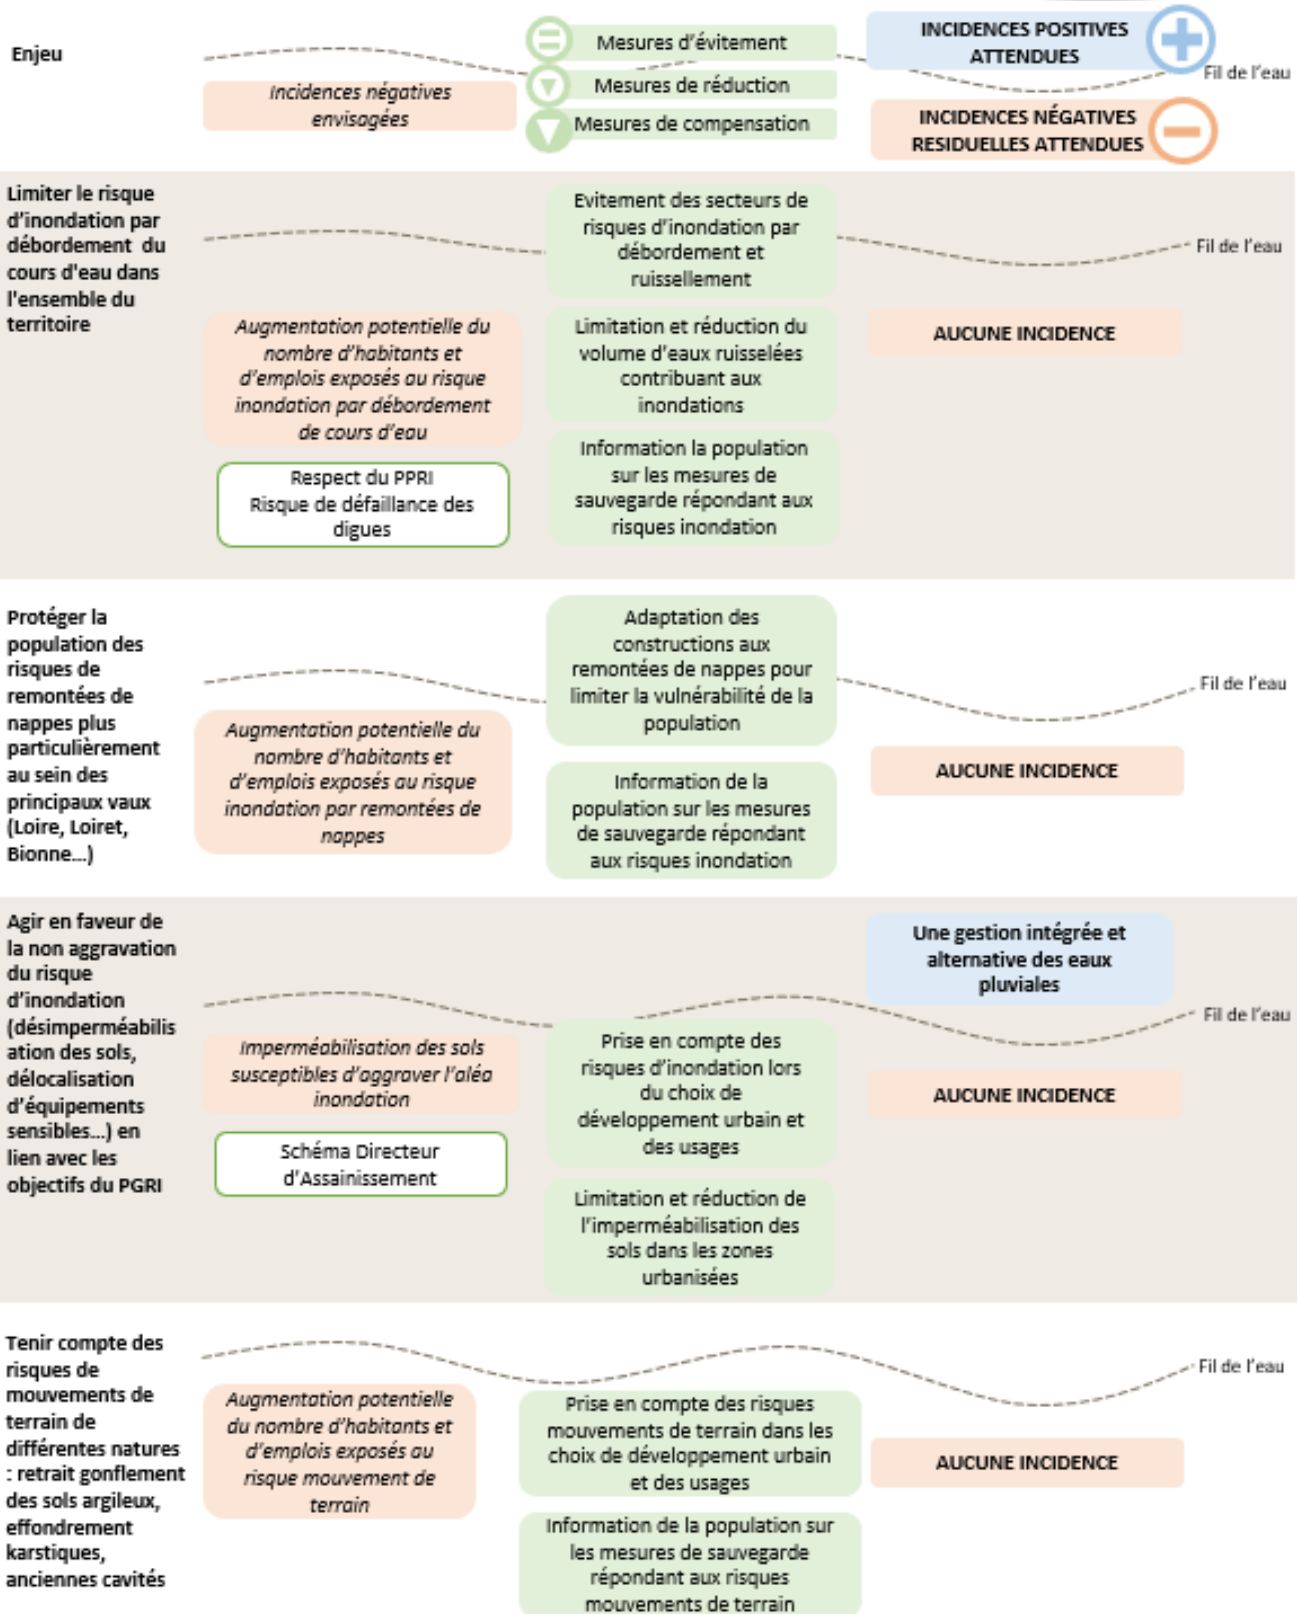 Enjeu
Incidences négatives
envisagées
Mesures d'évitement
Mesures de réduction
Mesures de compensation
INCIDENCES POSITIVES
ATTENDUES
Fil de l'eau
INCIDENCES NÉGATIVES
RESIDUELLES ATTENDUES
Limiter le risque
d'inondation par
débordement du
cours d'eau dans
l'ensemble du
territoire
Augmentation potentielle du
nombre d'habitants et
d'emplois exposés au risque
inondation par débordement
de cours d'eau
Respect du PPRI
Risque de défaillance des
digues
Evitement des secteurs de
risques d'inondation par
débordement et
ruissellement
Limitation et réduction du
volume d'eaux ruisselées
contribuant aux
inondations
Information la population
sur les mesures de
sauvegarde répondant aux
risques inondation
Fil de l'eau
AUCUNE INCIDENCE
Protéger la
population des
risques de
remontées de
nappes plus
particulièrement
au sein des
principaux vaux
(Loire, Loiret,
Bionne...)
Augmentation potentielle du
nombre d'habitants et
d'emplois exposés au risque
inondation par remontées de
nappes
Adaptation des
constructions aux
remontées de nappes pour
limiter la vulnérabilité de la
population
Information de la
population sur les mesures
de sauvegarde répondant
aux risques inondation
Fil de l'eau
AUCUNE INCIDENCE
Agir en faveur de
la non aggravation
du risque
d'inondation
(désimperméabilis
ation des sols,
délocalisation
d'équipements
sensibles...) en
lien avec les
objectifs du PGRI
Imperméabilisation des sols
susceptibles d'aggraver l'aléa
inondation
Schéma Directeur
d'Assainissement
Prise en compte des
risques d'inondation lors
du choix de
développement urbain et
des usages
Limitation et réduction de
l'imperméabilisation des
sols dans les zones
urbanisées
Une gestion intégrée et
alternative des eaux
pluviales
Fil de l'eau
AUCUNE INCIDENCE
Tenir compte des
risques de
mouvements de
terrain de
différentes natures
: retrait gonflement
des sols argileux,
effondrement
karstiques,
anciennes cavités
Augmentation potentielle
du nombre d'habitants et
d'emplois exposés au
risque mouvement de
terrain
Prise en compte des risques
mouvements de terrain dans les
choix de développement urbain
et des usages
Information de la population sur
les mesures de sauvegarde
répondant aux risques
mouvements de terrain
Fil de l'eau
AUCUNE INCIDENCE